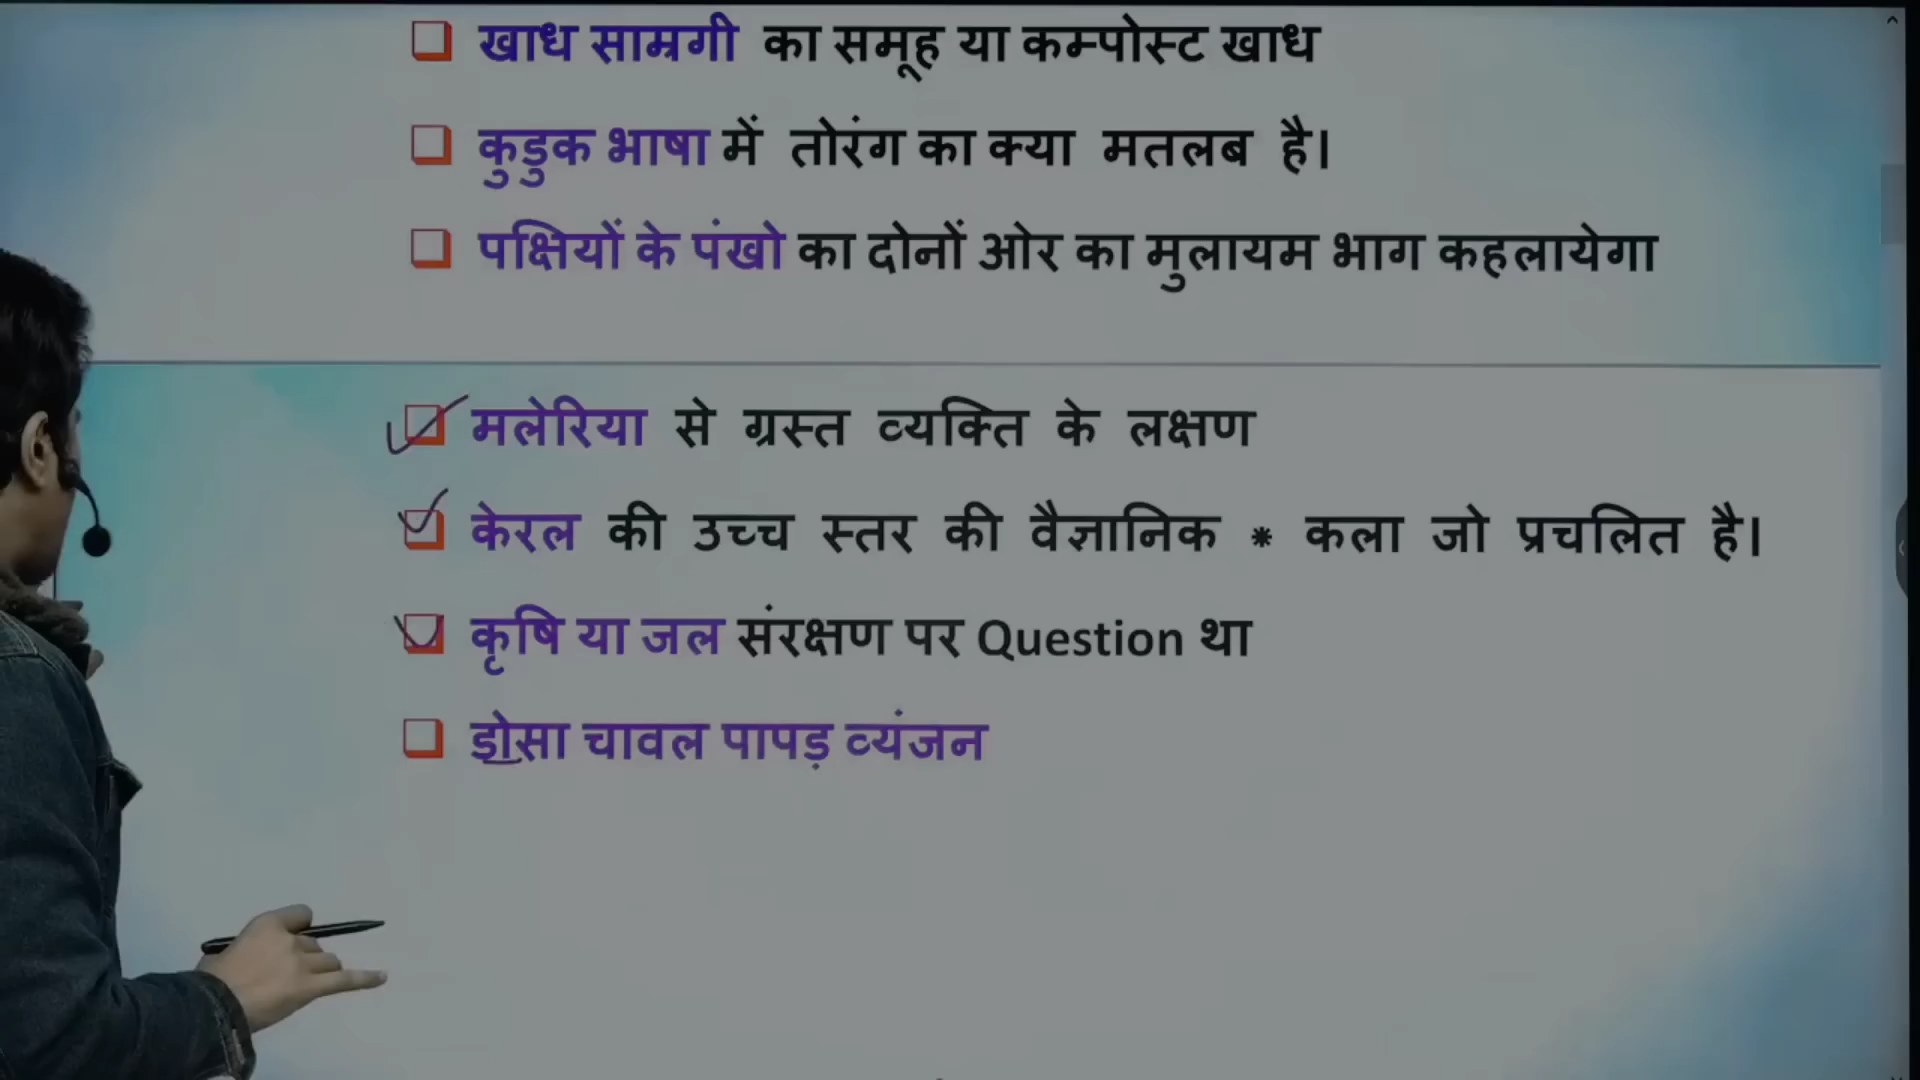 खाध साम्रगी का समूह या कम्पोस्ट खाध
कुडुक भाषा में तोरंग का क्या मतलब है।
पक्षियों के पंखो का दोनों ओर का मुलायम भाग कहलायेगा
मलेरिया से ग्रस्त व्यक्ति के लक्षण
केरल की उच्च स्तर की वैज्ञानिक * कला जो प्रचलित है।
कृषि या जल संरक्षण पर Question था
डोसा चावल पापड़ व्यंजन